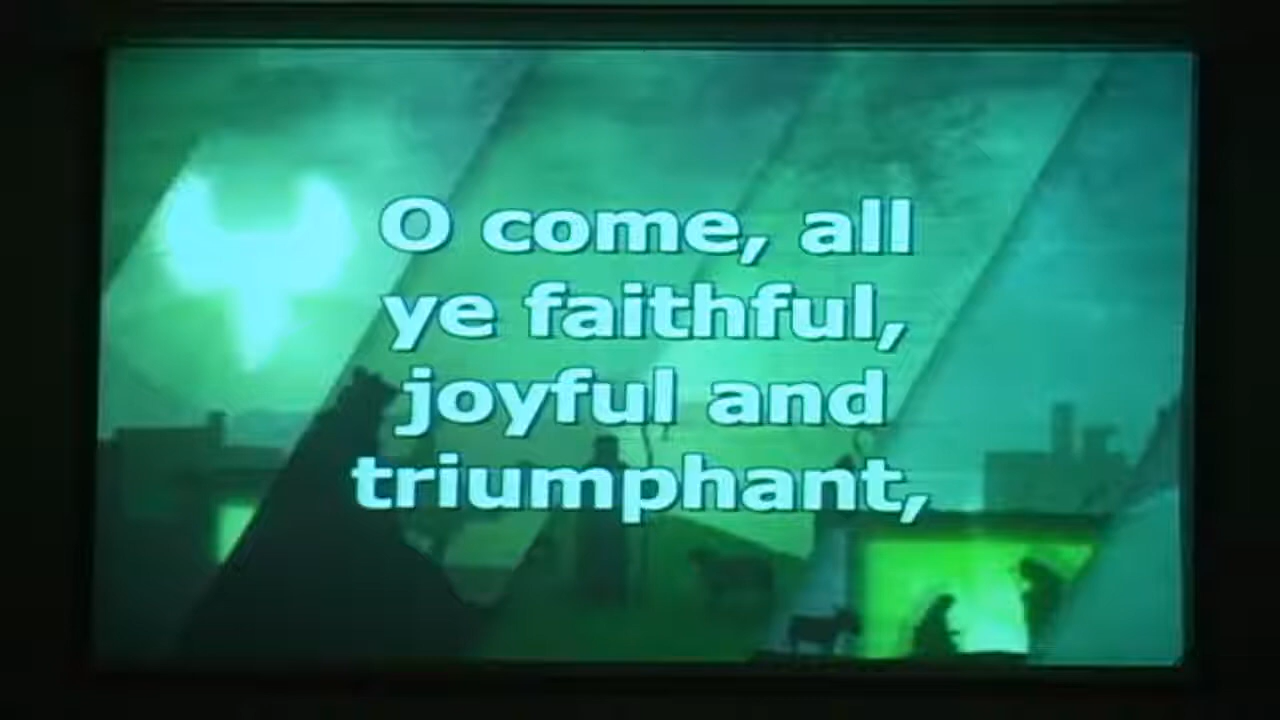 O come, all
ye faithful,
joyful and
triumphant,